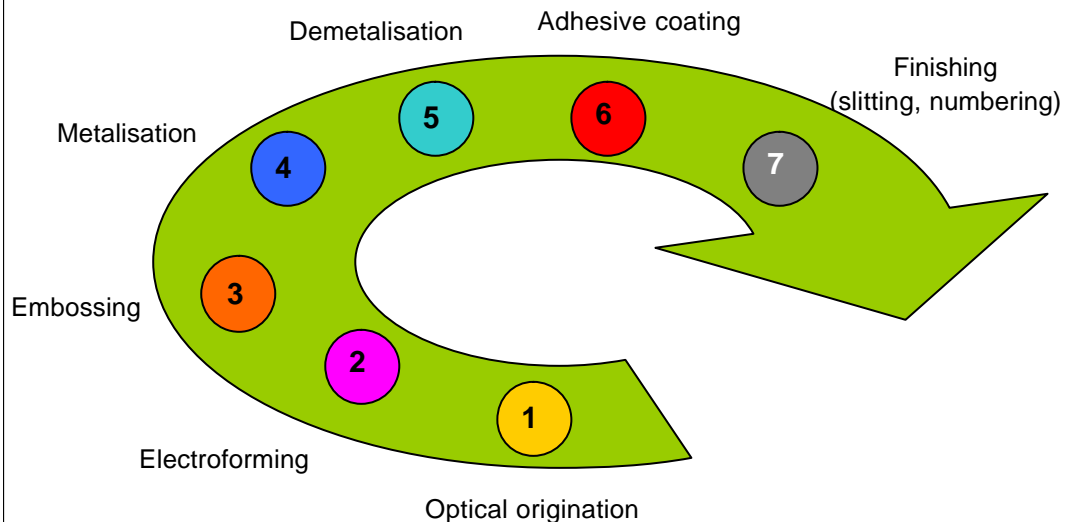 Adhesive coating
Demetalisation
Finishing
(slitting, numbering)
Metalisation
5
6
4
7
3
Embossing
2
1
Electroforming
Optical origination